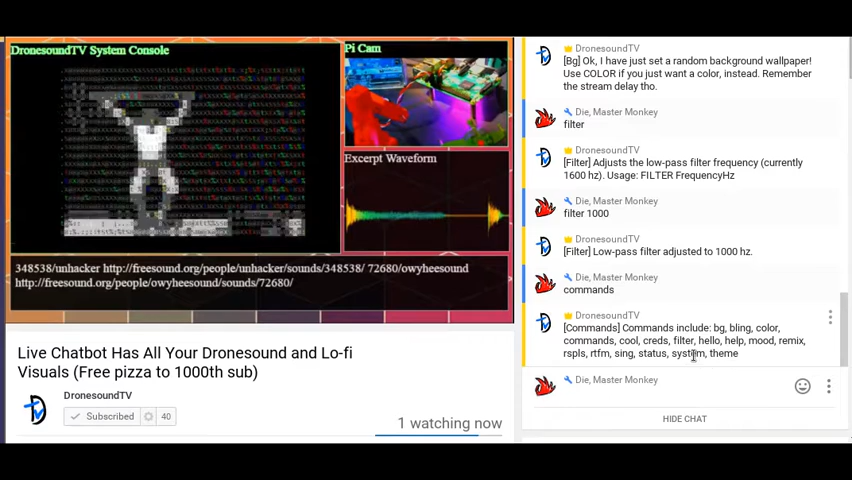 DronesoundTV System Console
Pi Cam
Excerpt Waveform
348538/unhacker http://freesound.org/people/unhacker/sounds/348538/ 72680/owyheesound
http://freesound.org/people/owyheesound/sounds/72680/
Live Chatbot Has All Your Dronesound and Lo-fi
Visuals (Free pizza to 1000th sub)
DronesoundTV
Subscribed 40
1 watching now
DronesoundTV
[Bg] Ok, I have just set a random background wallpaper!
Use COLOR if you just want a color, instead. Remember
the stream delay tho.
Die, Master Monkey
filter
DronesoundTV
[Filter] Adjusts the low-pass filter frequency (currently
1600 hz). Usage: FILTER FrequencyHz
Die, Master Monkey
filter 1000
DronesoundTV
[Filter] Low-pass filter adjusted to 1000 hz.
Die, Master Monkey
commands
DronesoundTV
[Commands] Commands include: bg, bling, color,
commands, cool, creds, filter, hello, help, mood, remix,
rspls, rtfm, sing, status, system, theme
Die, Master Monkey
HIDE CHAT